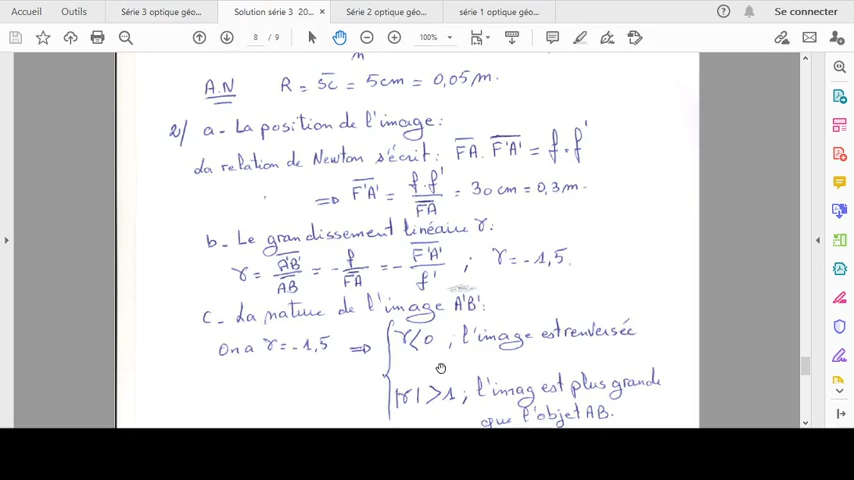 Accueil Outils Série 3 optique géo... Solution série 3 20... × Série 2 optique géo... série 1 optique géo... Se connecter
8 / 9 100%
m
A.N R = SC = 5cm = 0,05 m.
2/ a - La position de l'image :
La relation de Newton s'écrit : FA . F'A' = f . f'
⇒ F'A' = f.f' / FA = 30 cm = 0,3 m.
b - Le grandissement linéaire γ.
γ = A'B' / AB = - f / FA = - F'A' / f' ; γ = -1,5.
c - La nature de l'image A'B' :
On a γ = -1,5 ⇒ { γ < 0 ; l'image est renversée
|γ| > 1 ; l'imag est plus grande
que l'objet AB.